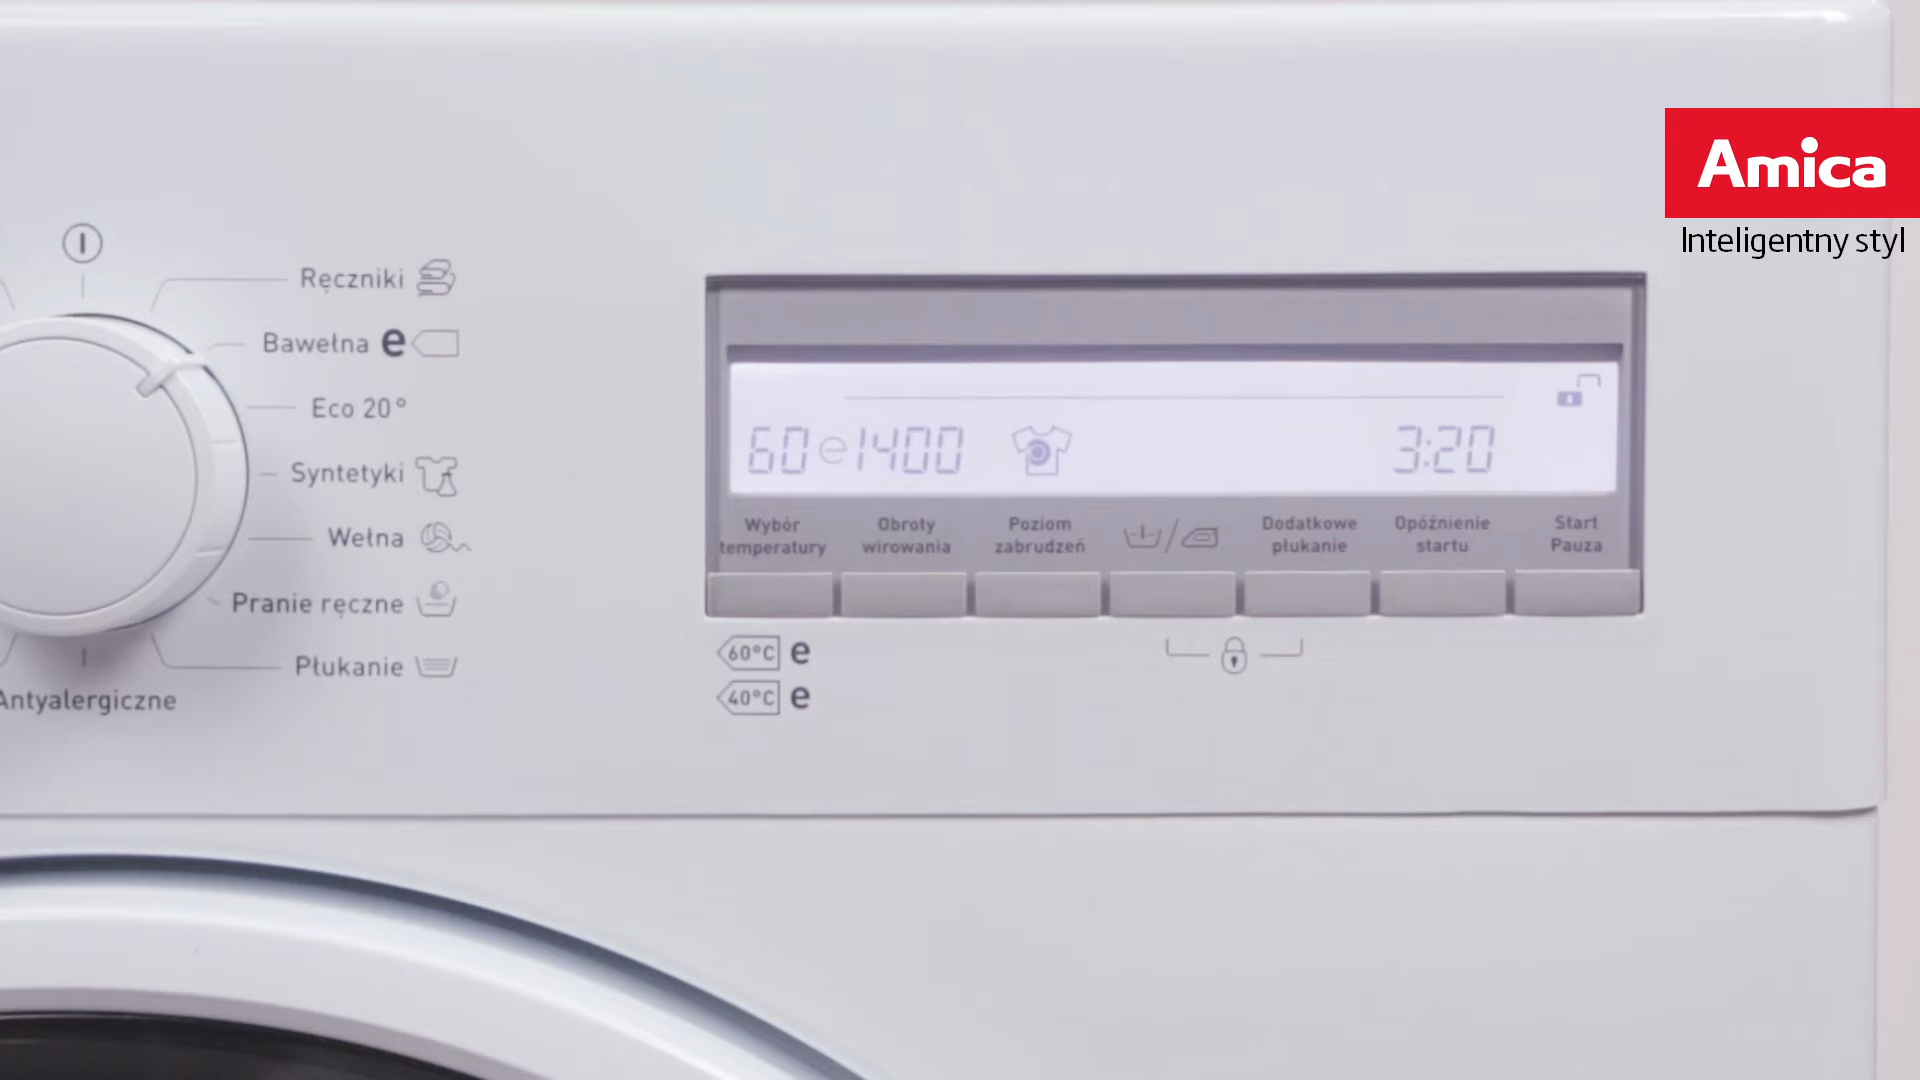 Amica
Inteligentny styl
Ręczniki
Bawełna e
Eco 20°
Syntetyki
Wełna
Pranie ręczne
Płukanie
Antyalergiczne
60 e 1400 3:20
Wybór temperatury
Obroty wirowania
Poziom zabrudzeń
Dodatkowe płukanie
Opóźnienie startu
Start Pauza
60°C e
40°C e